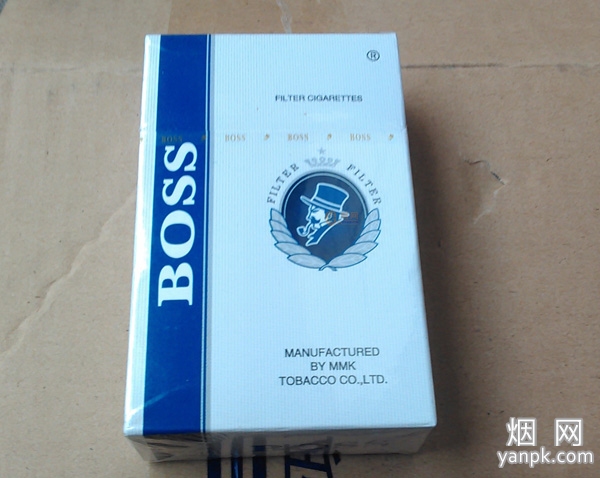 ®
FILTER CIGARETTES
BOSS BOSS BOSS BOSS
BOSS
FILTER FILTER
MANUFACTURED
BY MMK
TOBACCO CO.,LTD.
烟网
yanpk.com